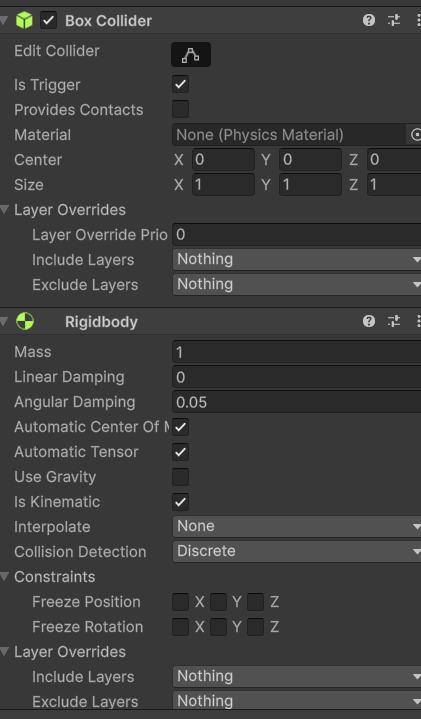 Box Collider
Edit Collider
Is Trigger
Provides Contacts
Material None (Physics Material)
Center X 0 Y 0 Z 0
Size X 1 Y 1 Z 1
Layer Overrides
Layer Override Prio 0
Include Layers Nothing
Exclude Layers Nothing
Rigidbody
Mass 1
Linear Damping 0
Angular Damping 0.05
Automatic Center Of M
Automatic Tensor
Use Gravity
Is Kinematic
Interpolate None
Collision Detection Discrete
Constraints
Freeze Position X Y Z
Freeze Rotation X Y Z
Layer Overrides
Include Layers Nothing
Exclude Layers Nothing